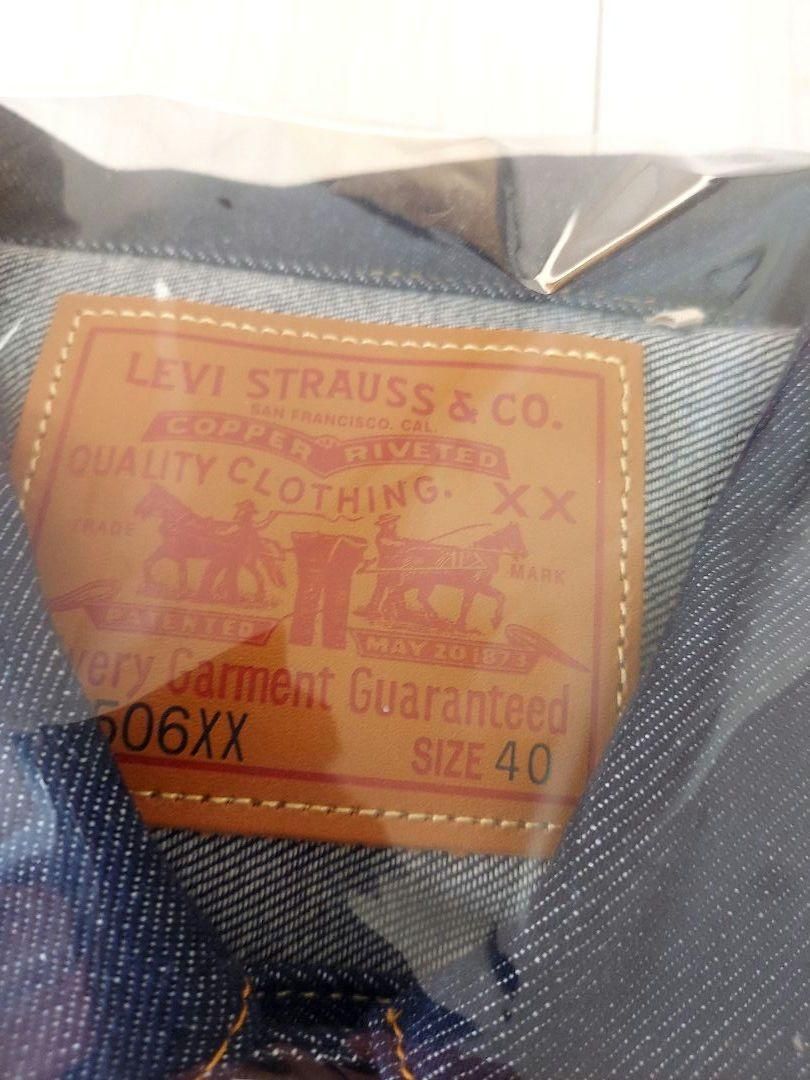 LEVI STRAUSS & CO.
SAN FRANCISCO. CAL.
COPPER RIVETED
QUALITY CLOTHING. XX
TRADE MARK
PATENTED MAY 20 1873
very Garment Guaranteed
506XX SIZE 40